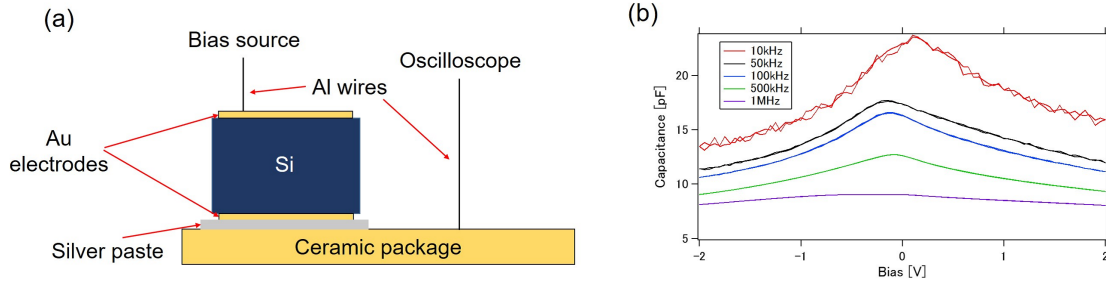 (a)
Bias source
Oscilloscope
Al wires
Au
electrodes
Si
Silver paste
Ceramic package
(b)
10kHz
50kHz
100kHz
500kHz
1MHz
Capacitance [pF]
20
15
10
5
-2
-1
0
1
2
Bias [V]